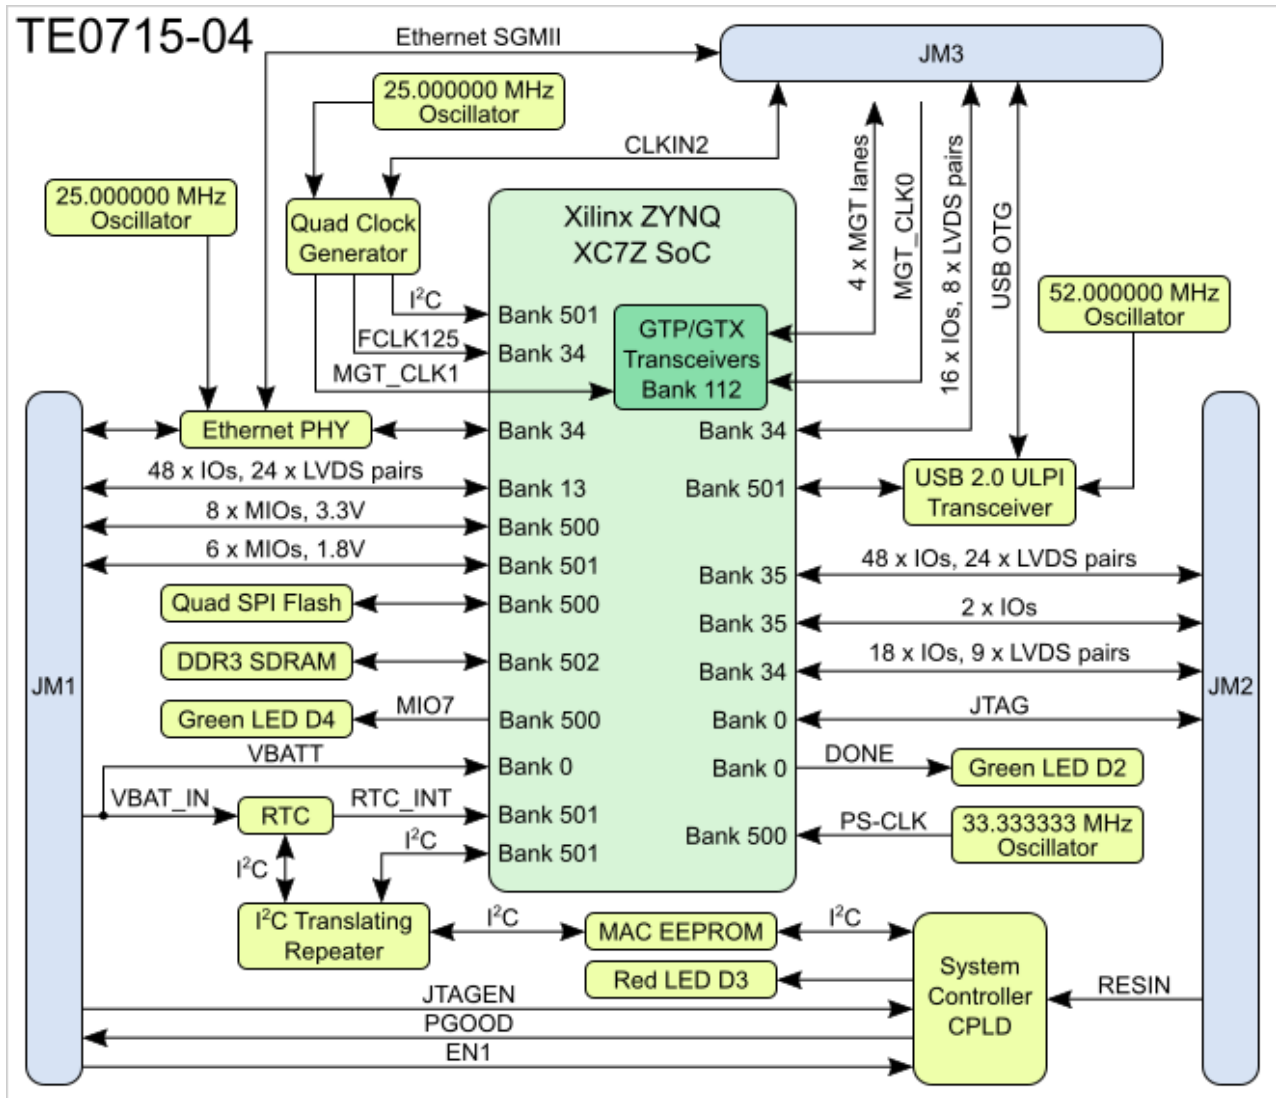 TE0715-04
Ethernet SGMII
JM3
25.000000 MHz
Oscillator
CLKIN2
4 x MGT lanes
MGT_CLK0
16 x IOs, 8 x LVDS pairs
USB OTG
25.000000 MHz
Oscillator
Quad Clock
Generator
Xilinx ZYNQ
XC7Z SoC
52.000000 MHz
Oscillator
I²C
Bank 501
FCLK125
Bank 34
MGT_CLK1
GTP/GTX
Transceivers
Bank 112
Ethernet PHY
Bank 34
Bank 34
48 x IOs, 24 x LVDS pairs
Bank 13
Bank 501
USB 2.0 ULPI
Transceiver
8 x MIOs, 3.3V
Bank 500
6 x MIOs, 1.8V
Bank 501
Bank 35
48 x IOs, 24 x LVDS pairs
Quad SPI Flash
Bank 500
Bank 35
2 x IOs
DDR3 SDRAM
Bank 502
Bank 34
18 x IOs, 9 x LVDS pairs
JM1
JM2
Green LED D4
MIO7
Bank 500
Bank 0
JTAG
VBATT
Bank 0
Bank 0
DONE
Green LED D2
VBAT_IN
RTC
RTC_INT
Bank 501
Bank 500
PS-CLK
33.333333 MHz
Oscillator
I²C
I²C
Bank 501
I²C Translating
Repeater
I²C
MAC EEPROM
I²C
Red LED D3
System
Controller
CPLD
RESIN
JTAGEN
PGOOD
EN1